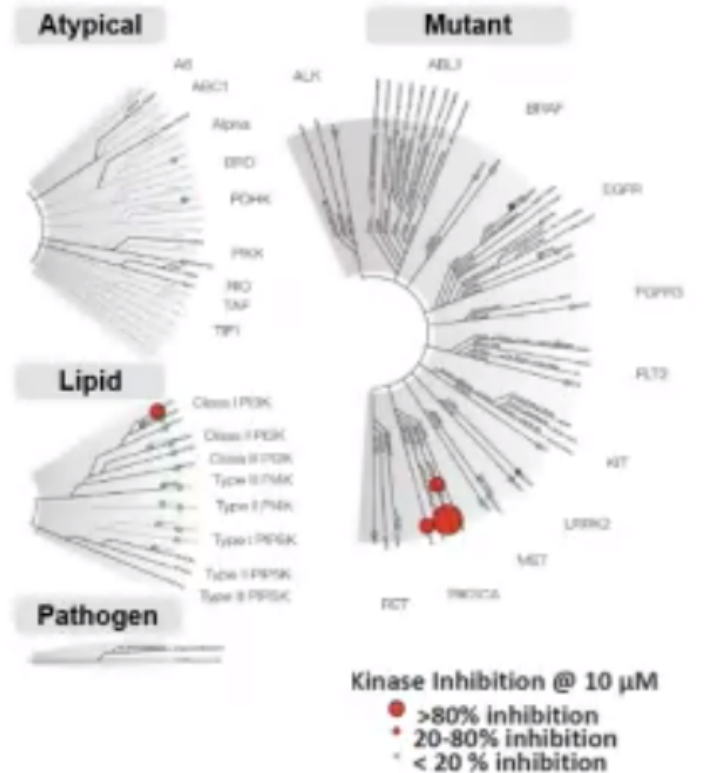 Atypical
A6
ABC1
Alpha
BRD
PDHK
PIKK
RIO
TAF
TIF1
Mutant
ALK
ABL1
BRAF
EGFR
FGFR3
FLT3
KIT
LRRK2
MET
PIK3CA
RET
Lipid
Class I PI3K
Class II PI3K
Class III PI3K
Type III PI4K
Type II PI4K
Type I PIP5K
Type II PIP5K
Type III PIP5K
Pathogen
Kinase Inhibition @ 10 µM
>80% inhibition
20-80% inhibition
< 20 % inhibition